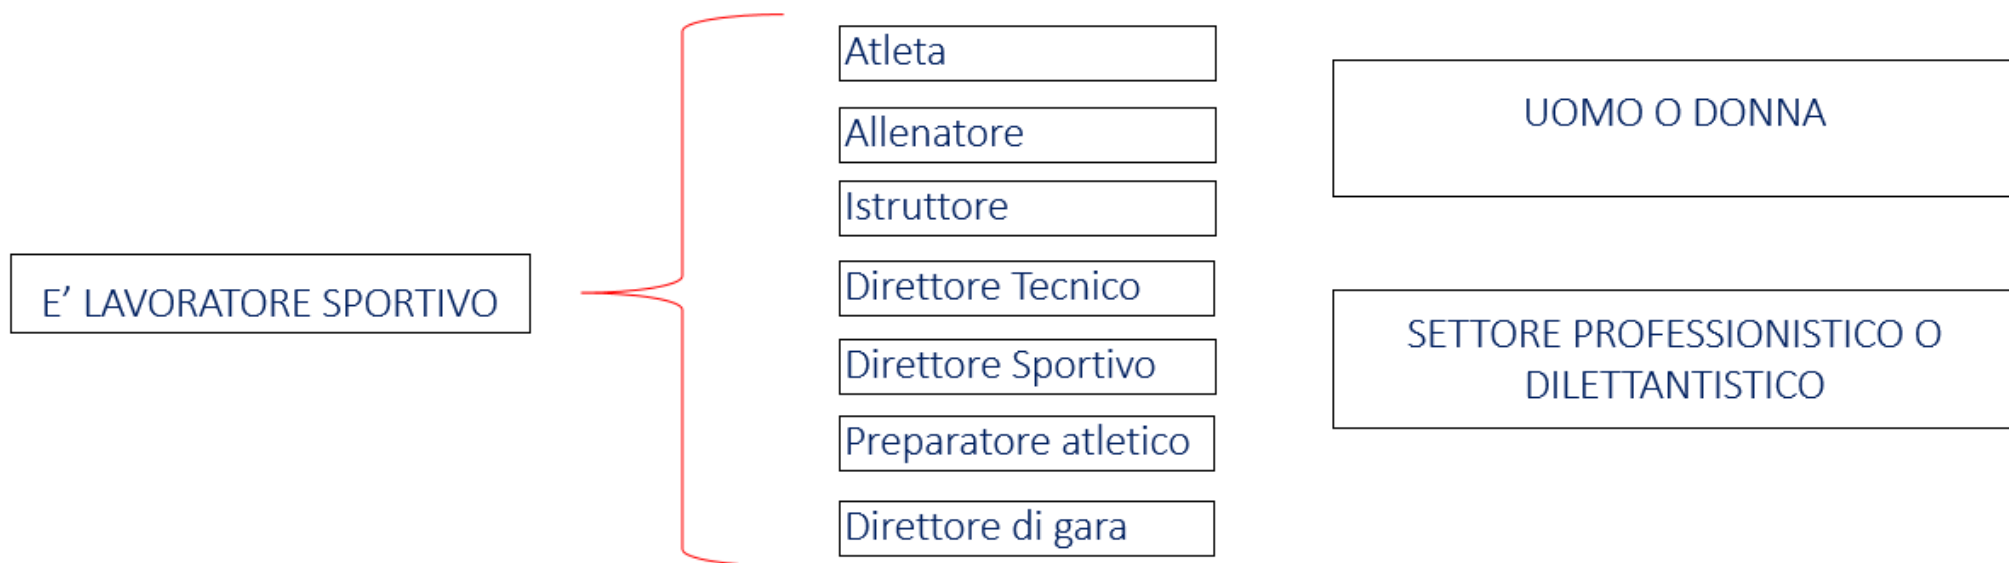 E’ LAVORATORE SPORTIVO
Atleta
Allenatore
Istruttore
Direttore Tecnico
Direttore Sportivo
Preparatore atletico
Direttore di gara
UOMO O DONNA
SETTORE PROFESSIONISTICO O
DILETTANTISTICO